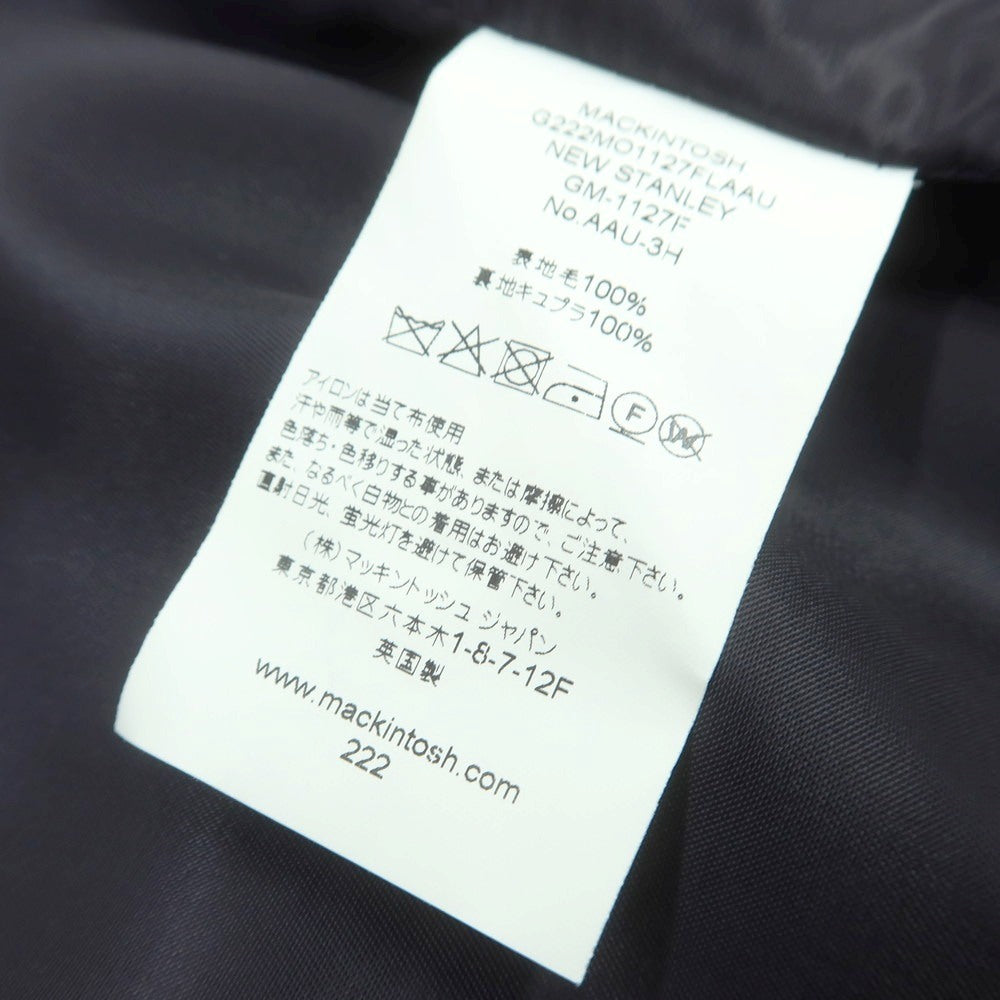 MACKINTOSH
G222MO1127FLAAU
NEW STANLEY
GM-1127F
No.AAU-3H
表地毛100%
裏地キュプラ100%
F
アイロンは当て布使用
汗や雨等で湿った状態、または摩擦によって、
色落ち・色移りする事がありますので、ご注意下さい。
また、なるべく白物との着用はお避け下さい。
直射日光、蛍光灯を避けて保管下さい。
(株)マッキントッシュ ジャパン
東京都港区六本木1-8-7-12F
英国製
www.mackintosh.com
222